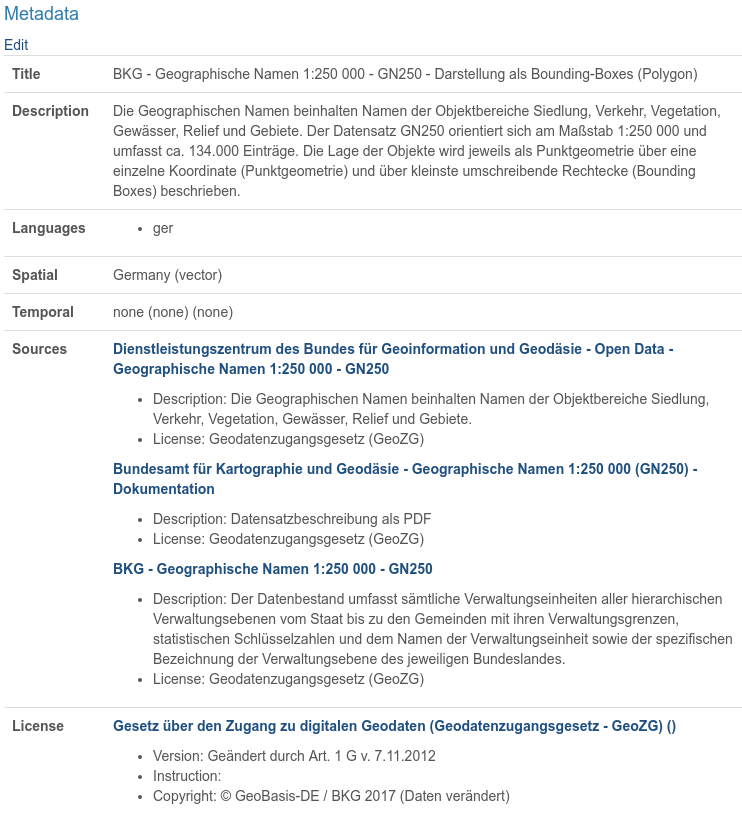 Metadata
Edit
Title BKG - Geographische Namen 1:250 000 - GN250 - Darstellung als Bounding-Boxes (Polygon)
Description Die Geographischen Namen beinhalten Namen der Objektbereiche Siedlung, Verkehr, Vegetation,
Gewässer, Relief und Gebiete. Der Datensatz GN250 orientiert sich am Maßstab 1:250 000 und
umfasst ca. 134.000 Einträge. Die Lage der Objekte wird jeweils als Punktgeometrie über eine
einzelne Koordinate (Punktgeometrie) und über kleinste umschreibende Rechtecke (Bounding
Boxes) beschrieben.
Languages • ger
Spatial Germany (vector)
Temporal none (none) (none)
Sources Dienstleistungszentrum des Bundes für Geoinformation und Geodäsie - Open Data -
Geographische Namen 1:250 000 - GN250
• Description: Die Geographischen Namen beinhalten Namen der Objektbereiche Siedlung,
Verkehr, Vegetation, Gewässer, Relief und Gebiete.
• License: Geodatenzugangsgesetz (GeoZG)
Bundesamt für Kartographie und Geodäsie - Geographische Namen 1:250 000 (GN250) -
Dokumentation
• Description: Datensatzbeschreibung als PDF
• License: Geodatenzugangsgesetz (GeoZG)
BKG - Geographische Namen 1:250 000 - GN250
• Description: Der Datenbestand umfasst sämtliche Verwaltungseinheiten aller hierarchischen
Verwaltungsebenen vom Staat bis zu den Gemeinden mit ihren Verwaltungsgrenzen,
statistischen Schlüsselzahlen und dem Namen der Verwaltungseinheit sowie der spezifischen
Bezeichnung der Verwaltungsebene des jeweiligen Bundeslandes.
• License: Geodatenzugangsgesetz (GeoZG)
License Gesetz über den Zugang zu digitalen Geodaten (Geodatenzugangsgesetz - GeoZG) ()
• Version: Geändert durch Art. 1 G v. 7.11.2012
• Instruction:
• Copyright: © GeoBasis-DE / BKG 2017 (Daten verändert)